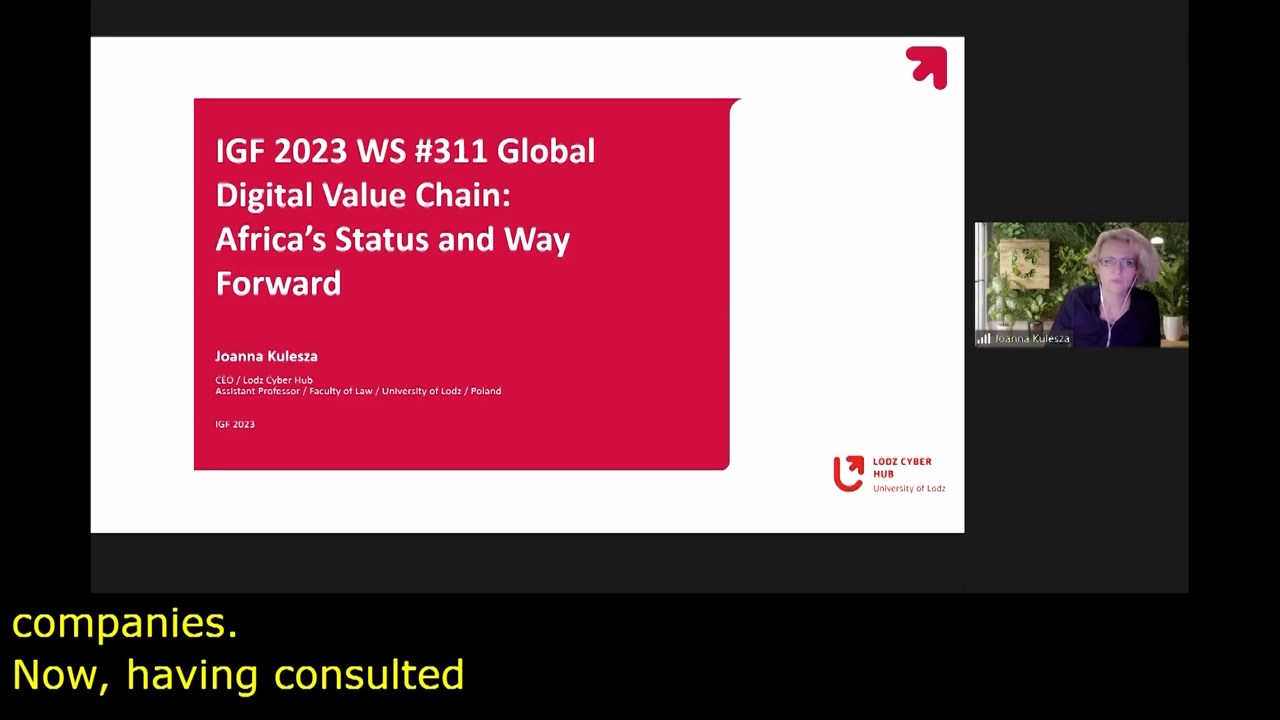 IGF 2023 WS #311 Global
Digital Value Chain:
Africa's Status and Way
Forward
Joanna Kulesza
CEO / Lodz Cyber Hub
Assistant Professor / Faculty of Law / University of Lodz / Poland
IGF 2023
LODZ CYBER
HUB
University of Lodz
Joanna Kulesza
companies.
Now, having consulted